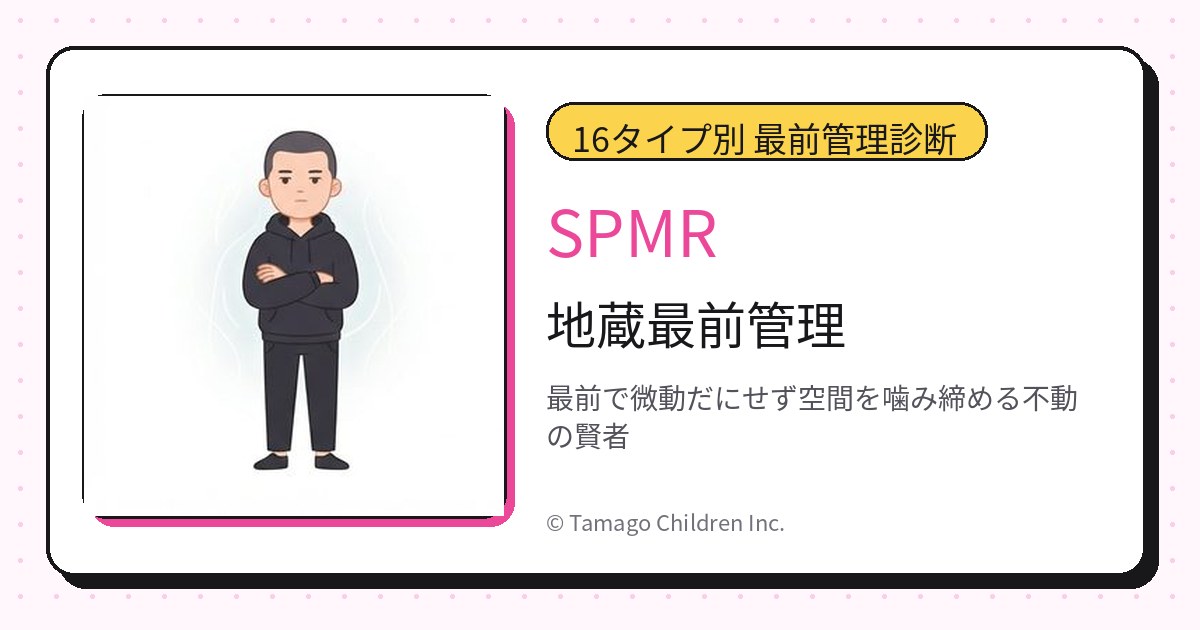 16タイプ別 最前管理診断
SPMR
地蔵最前管理
最前で微動だにせず空間を噛み締める不動
の賢者
© Tamago Children Inc.